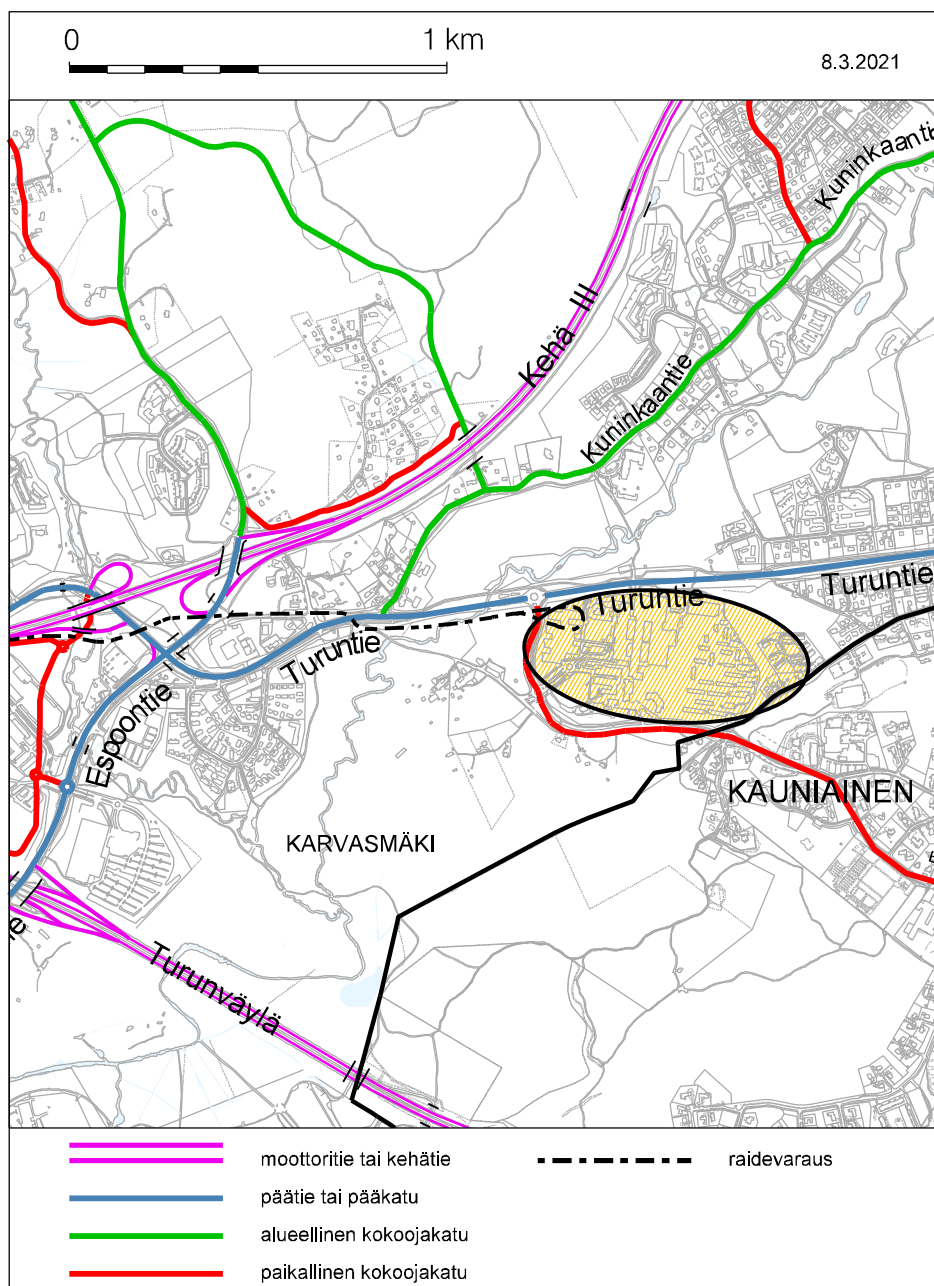 0
1 km
8.3.2021
Kuninkaantie
Kehä III
Kuninkaantie
Turuntie
Turuntie
Turuntie
Espoontie
KAUNIAINEN
KARVASMÄKI
Turunväylä
moottoritie tai kehätie
raidevaraus
päätie tai pääkatu
alueellinen kokoojakatu
paikallinen kokoojakatu